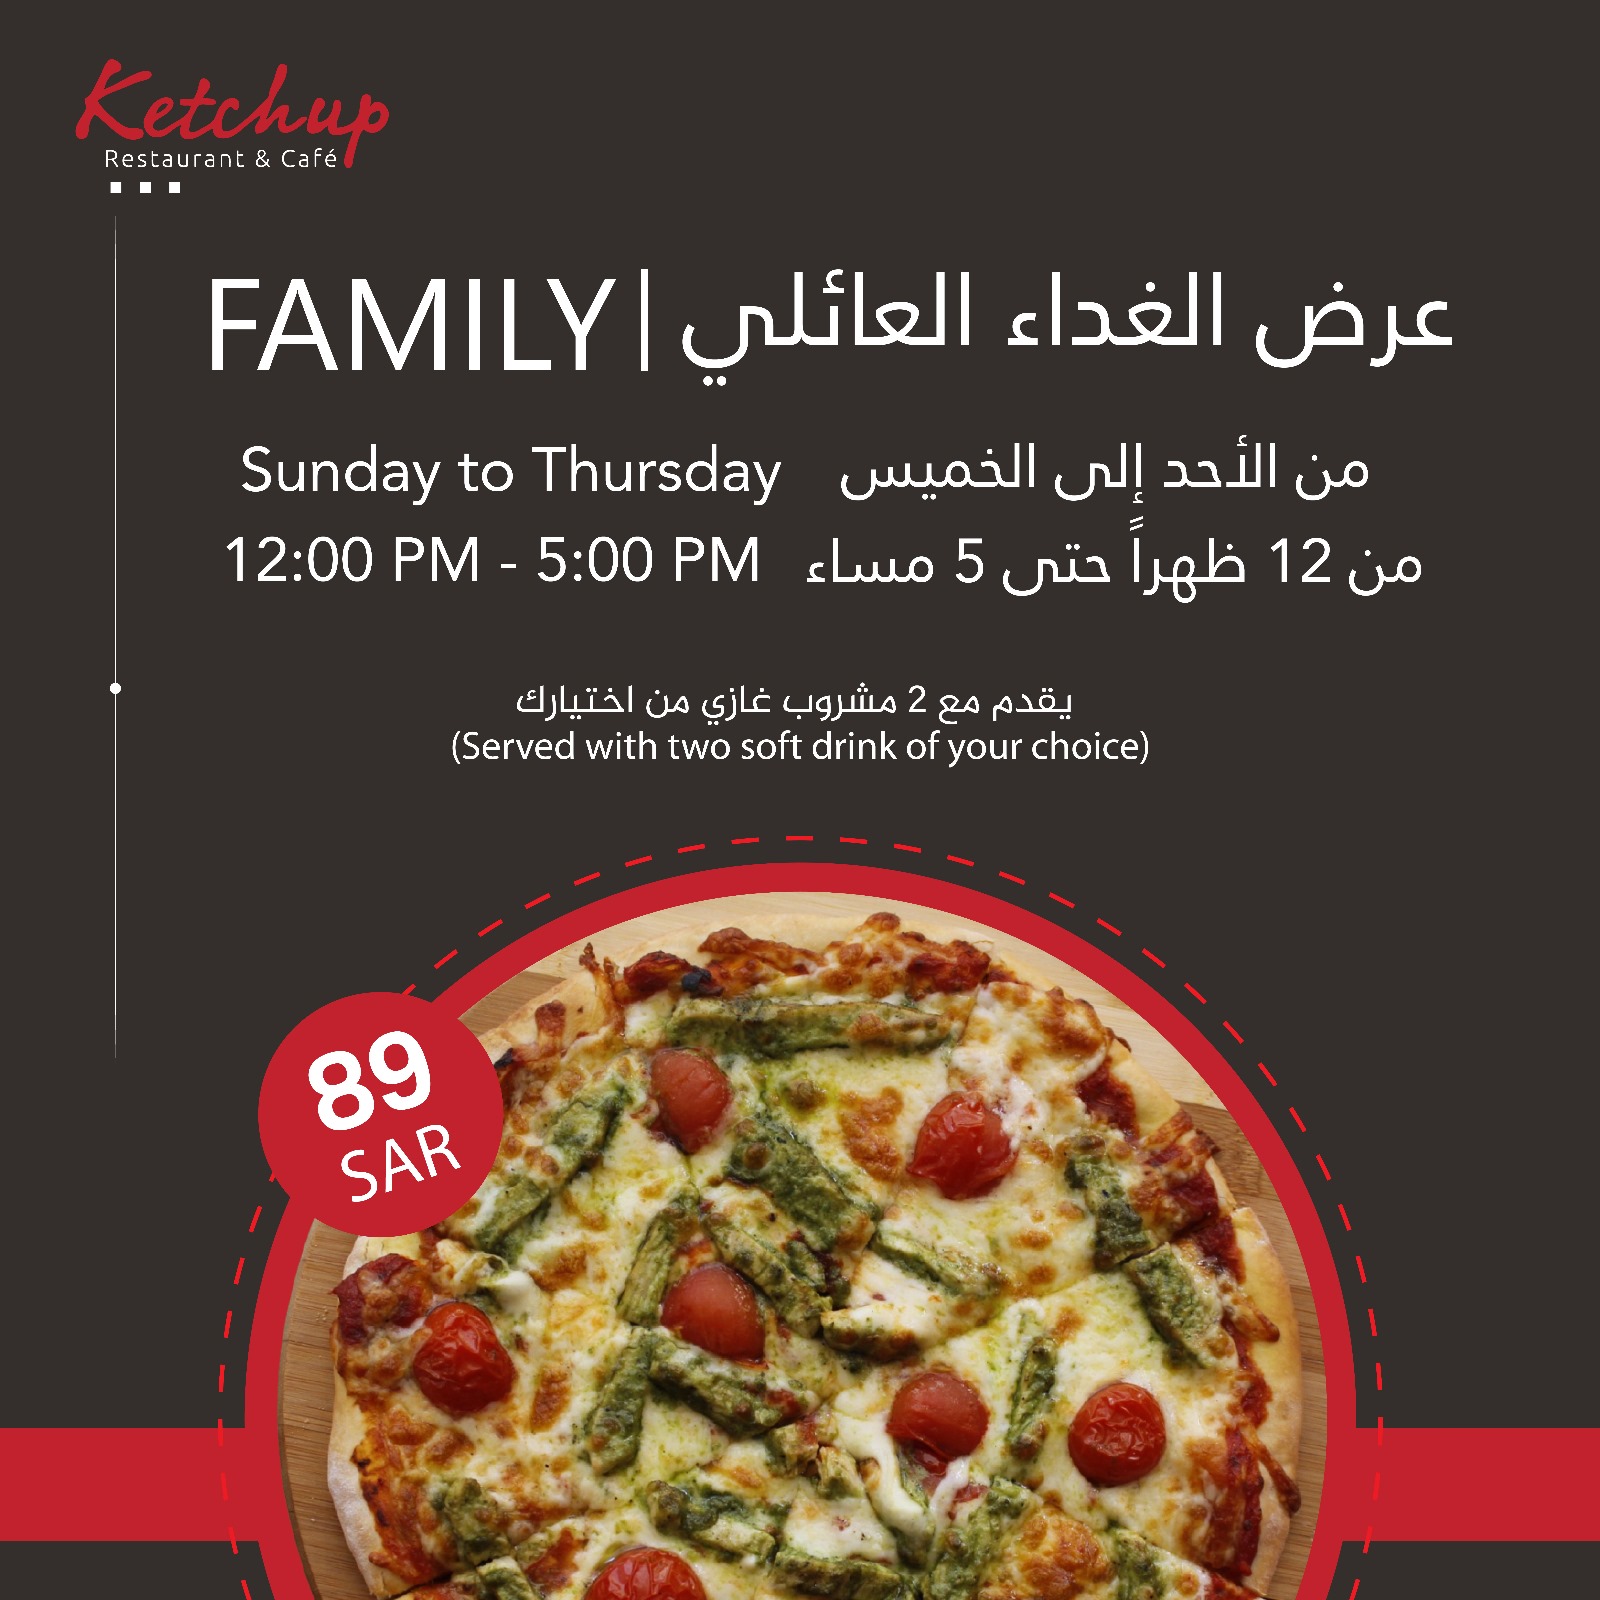 Ketchup
Restaurant & Café
FAMILY | عرض الغداء العائلي
Sunday to Thursday من الأحد إلى الخميس
12:00 PM - 5:00 PM من 12 ظهراً حتى 5 مساء
يقدم مع 2 مشروب غازي من اختيارك
(Served with two soft drink of your choice)
89
SAR